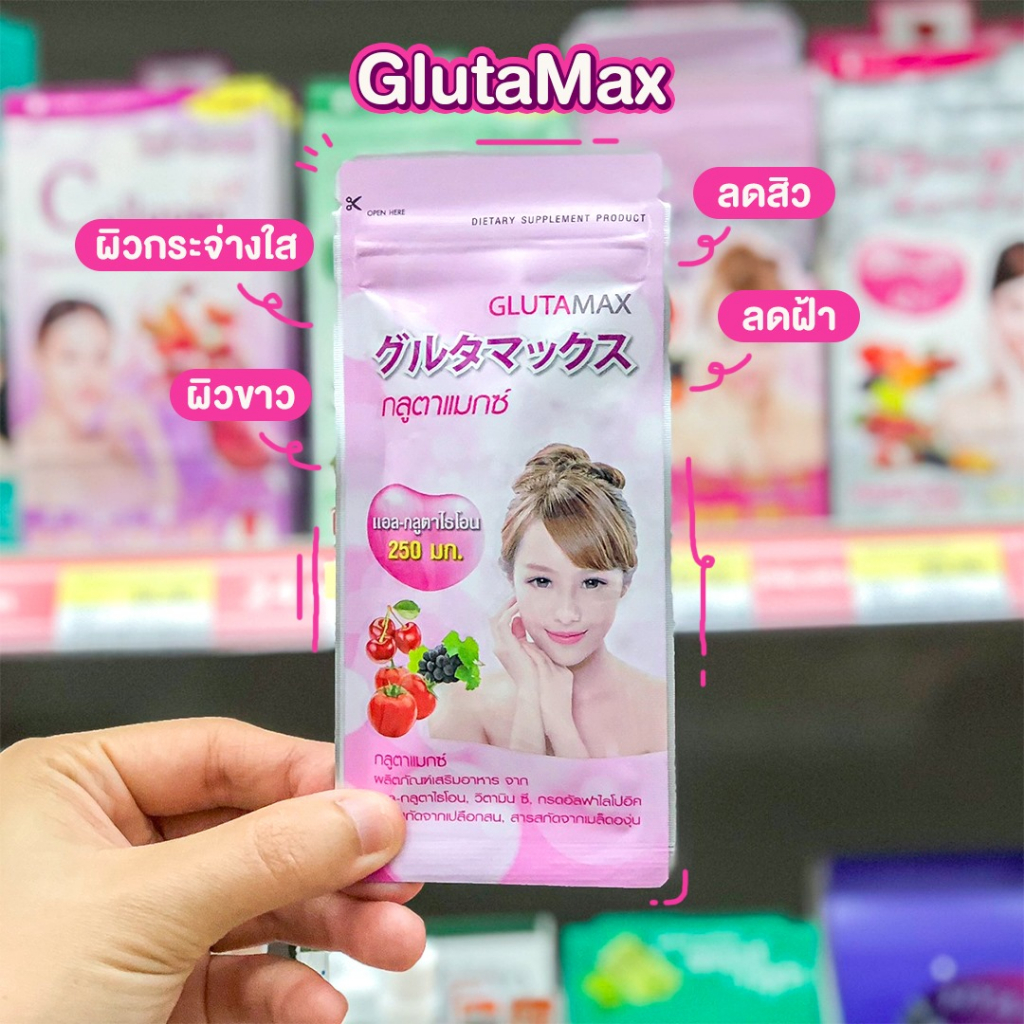 GlutaMax
ลดสิว
ผิวกระจ่างใส
ลดฝ้า
ผิวขาว
OPEN HERE
DIETARY SUPPLEMENT PRODUCT
GLUTAMAX
グルタマックス
กลูตาแมกซ์
แอล-กลูตาไธโอน
250 มก.
กลูตาแมกซ์
ผลิตภัณฑ์เสริมอาหาร จาก
-กลูตาไธโอน, วิตามิน ซี, กรดอัลฟาไลโปอิค
กัดจากเปลือกสน, สารสกัดจากเมล็ดองุ่น